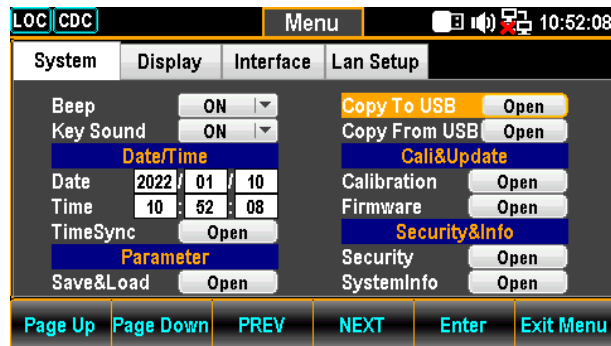 LOC CDC Menu 10:52:08
System Display Interface Lan Setup
Beep ON Copy To USB Open
Key Sound ON Copy From USB Open
Date/Time Cali&Update
Date 2022 / 01 / 10 Calibration Open
Time 10 : 52 : 08 Firmware Open
TimeSync Open Security&Info
Parameter Security Open
Save&Load Open SystemInfo Open
Page Up Page Down PREV NEXT Enter Exit Menu